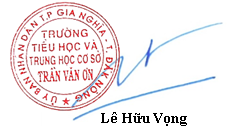 ỦY BAN NHÂN DÂN T.P GIA NGHĨA - T. ĐĂK NÔNG
TRƯỜNG
TIỂU HỌC VÀ
TRUNG HỌC CƠ SỞ
TRẦN VĂN ƠN
Lê Hữu Vọng